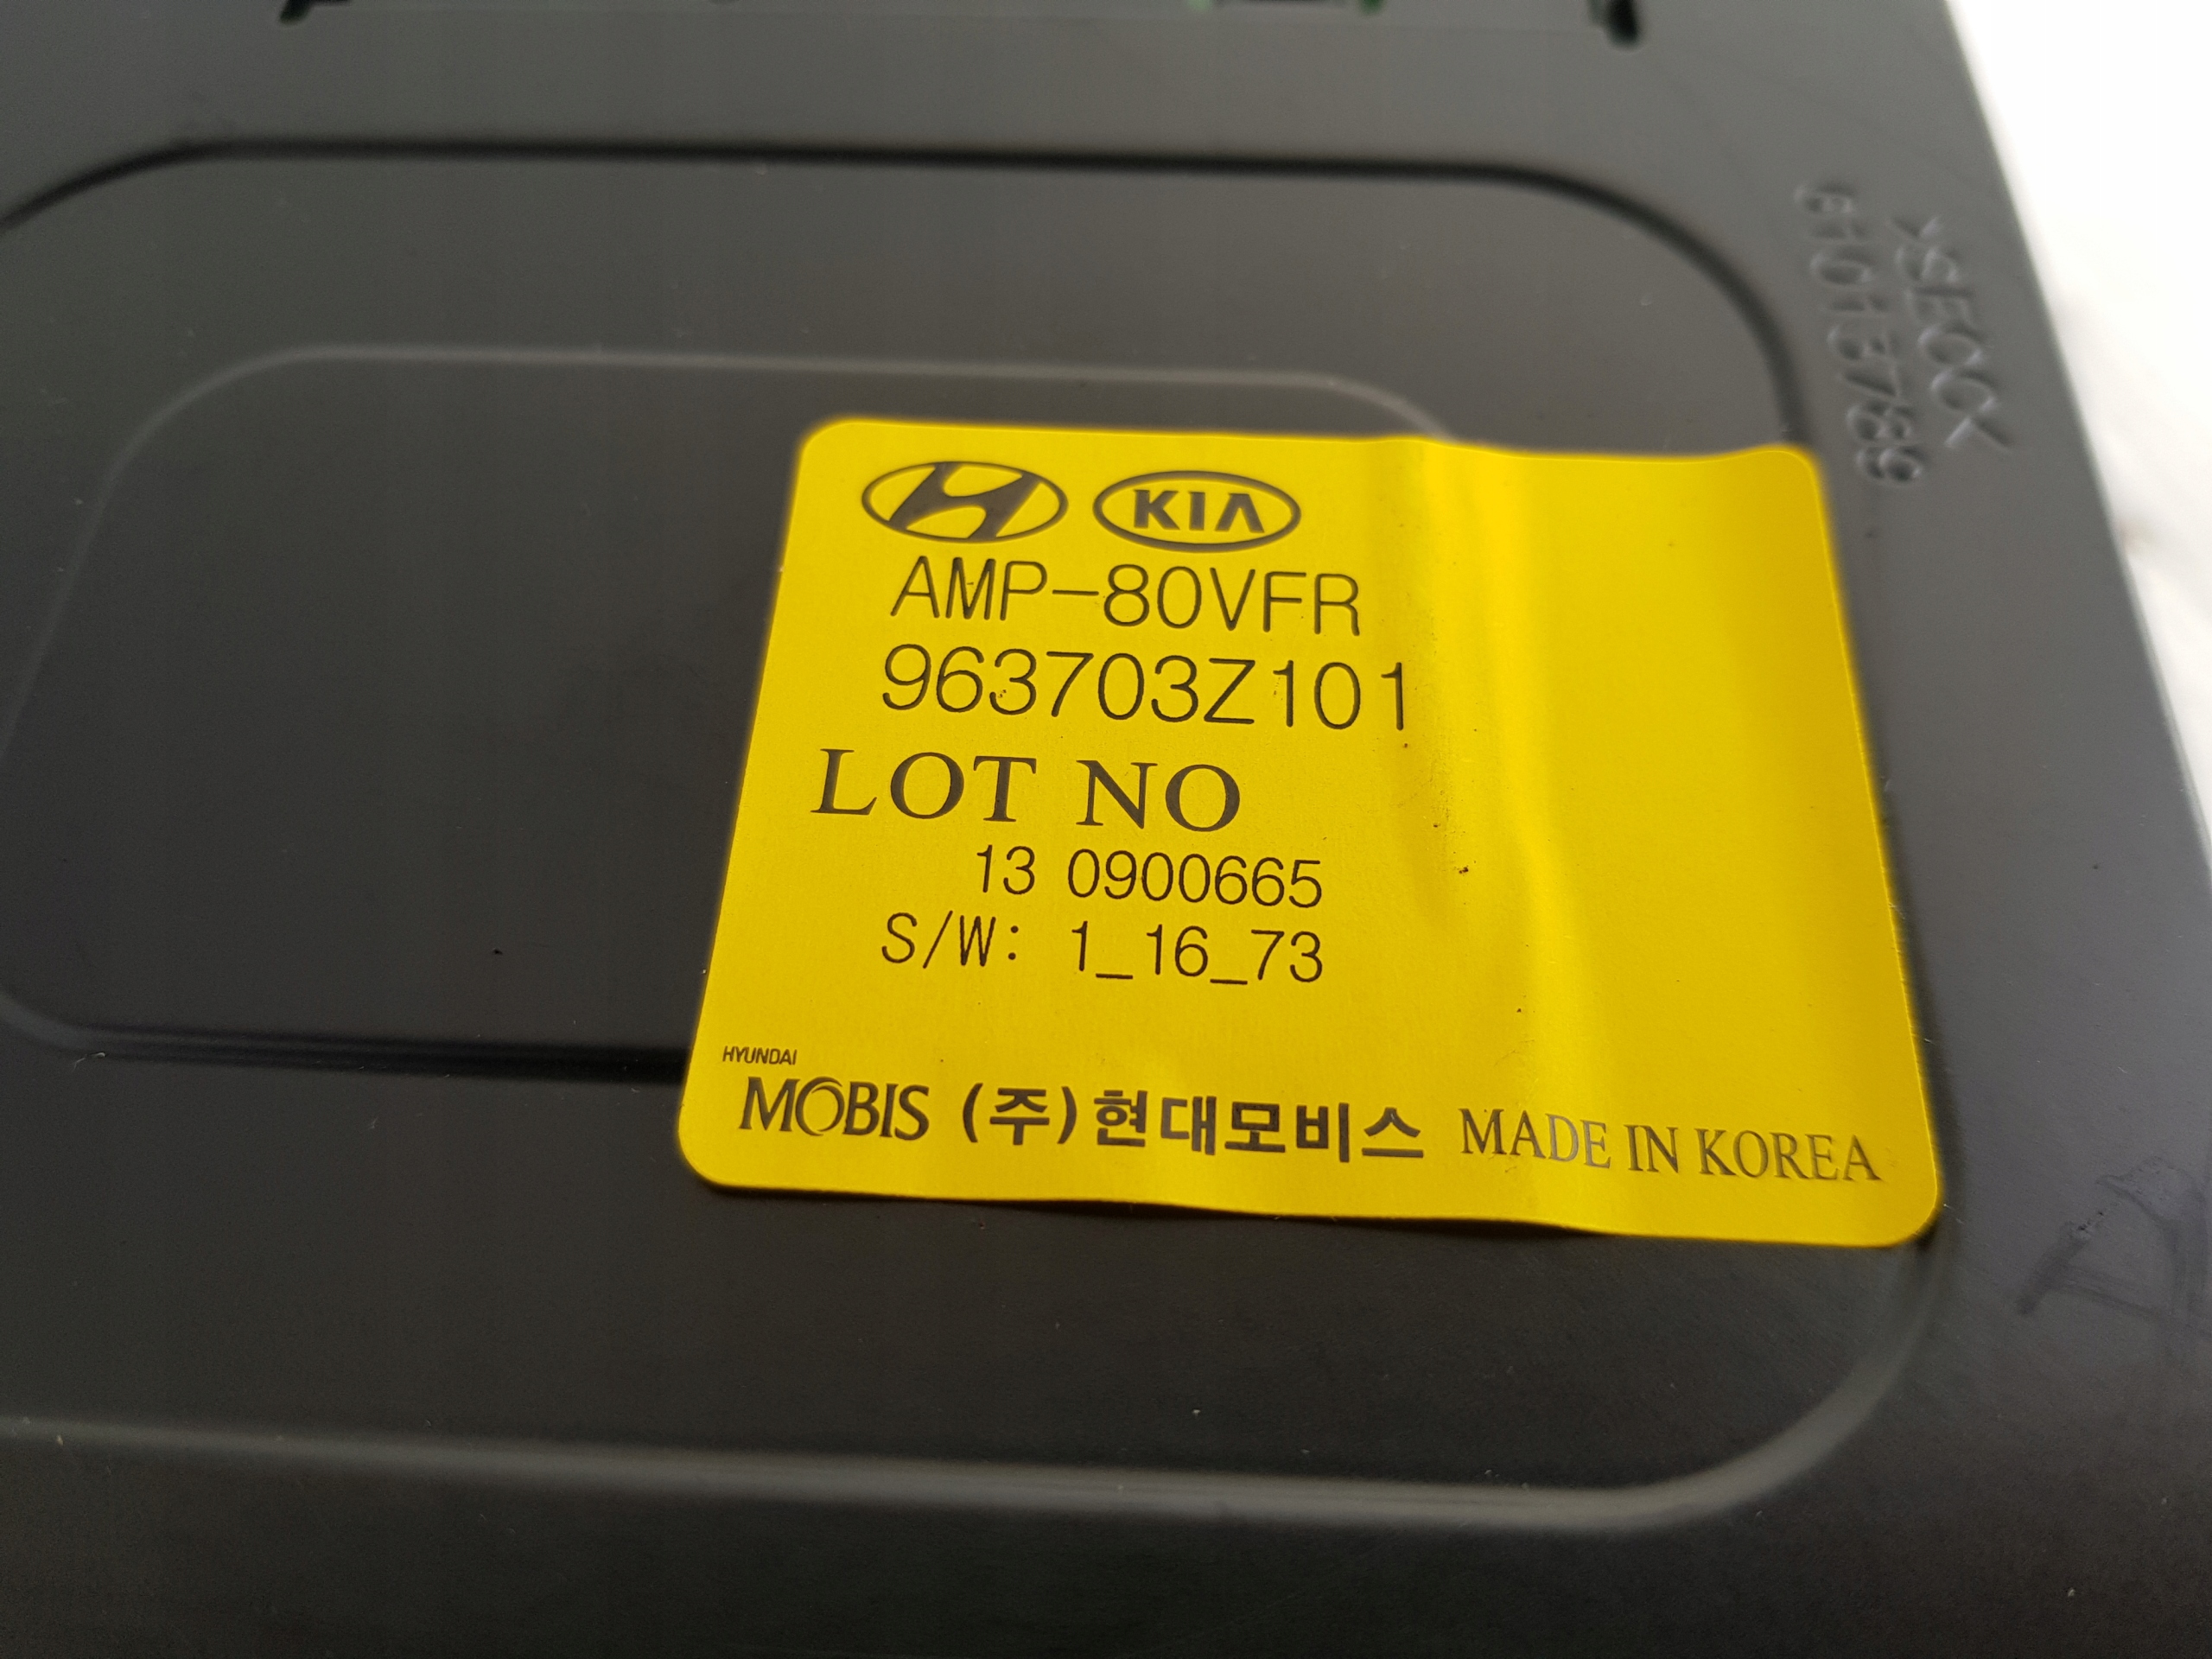 KIA
AMP-80VFR
963703Z101
LOT NO
13 0900665
S/W: 1_16_73
HYUNDAI
MOBIS (주)현대모비스 MADE IN KOREA
>SECC<